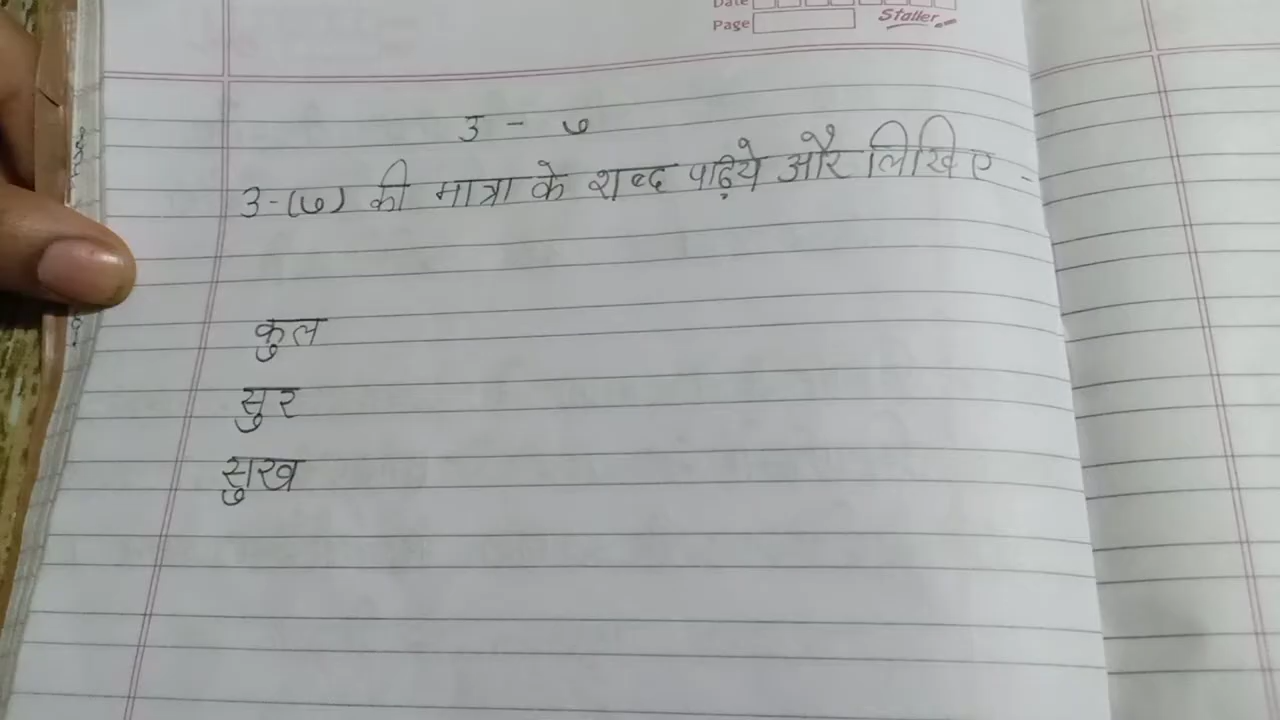 Date
Page
Staller
उ - ु
उ-(ु) की मात्रा के शब्द पढ़िये और लिखिए -
कुल
सुर
सुख